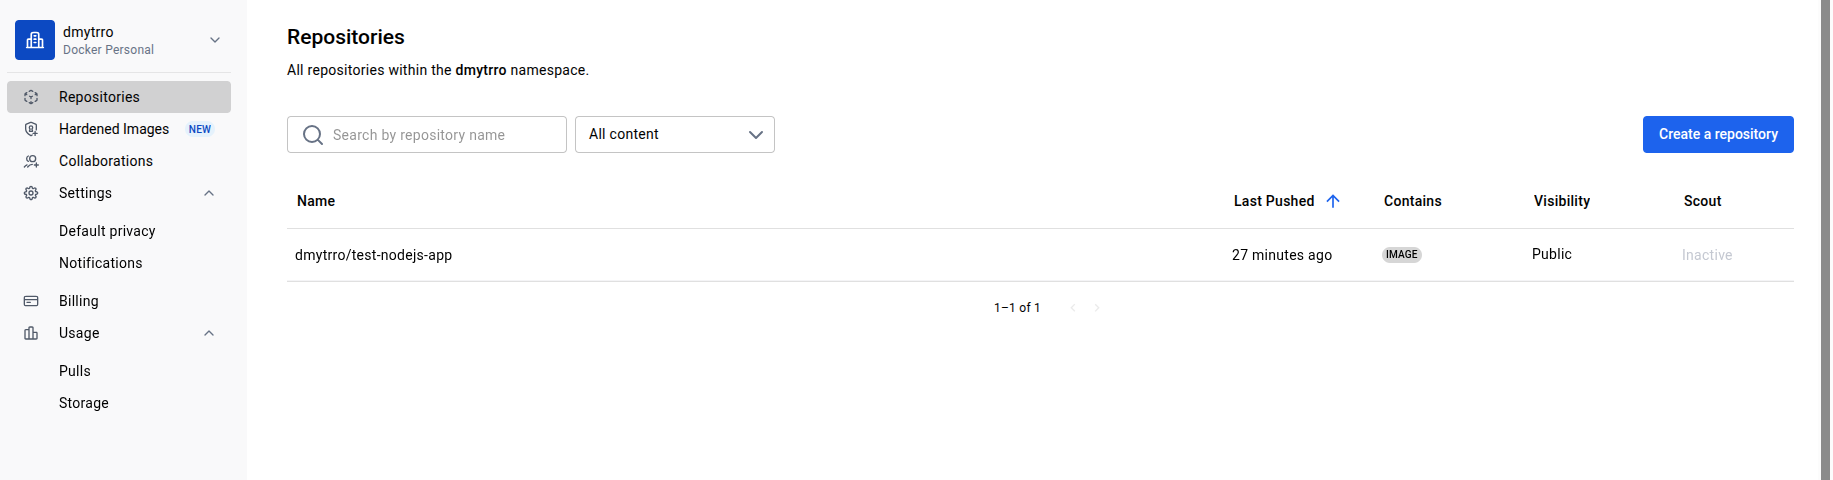 dmytrro
Docker Personal
Repositories
Hardened Images NEW
Collaborations
Settings
Default privacy
Notifications
Billing
Usage
Pulls
Storage
Repositories
All repositories within the dmytrro namespace.
Search by repository name
All content
Create a repository
Name Last Pushed Contains Visibility Scout
dmytrro/test-nodejs-app 27 minutes ago IMAGE Public Inactive
1–1 of 1